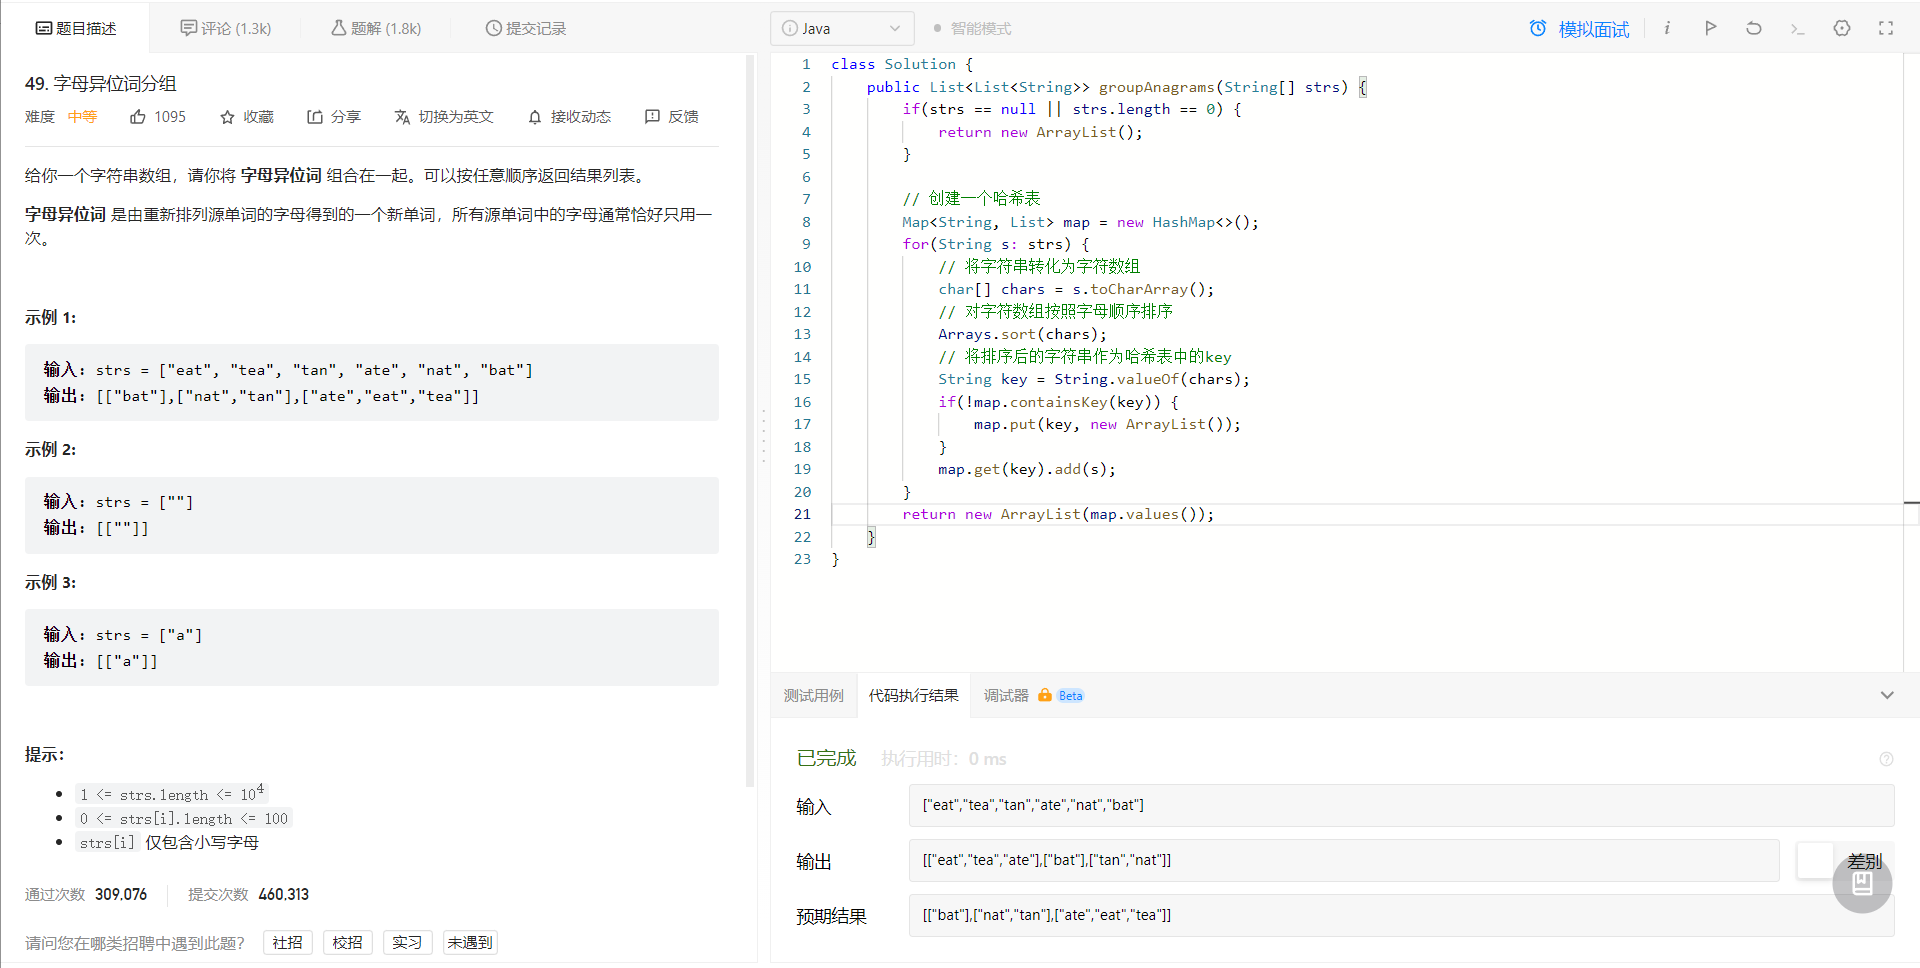 题目描述
评论 (1.3k)
题解 (1.8k)
提交记录
49. 字母异位词分组
难度 中等 1095 收藏 分享 切换为英文 接收动态 反馈
给你一个字符串数组，请你将 字母异位词 组合在一起。可以按任意顺序返回结果列表。
字母异位词 是由重新排列源单词的字母得到的一个新单词，所有源单词中的字母通常恰好只用一
次。
示例 1:
输入: strs = ["eat", "tea", "tan", "ate", "nat", "bat"]
输出: [["bat"],["nat","tan"],["ate","eat","tea"]]
示例 2:
输入: strs = [""]
输出: [[""]]
示例 3:
输入: strs = ["a"]
输出: [["a"]]
提示：
1 <= strs.length <= 10⁴
0 <= strs[i].length <= 100
strs[i] 仅包含小写字母
通过次数 309,076 提交次数 460,313
请问您在哪类招聘中遇到此题？ 社招 校招 实习 未遇到
Java
智能模式
模拟面试
1 class Solution {
2 public List<List<String>> groupAnagrams(String[] strs) {
3 if(strs == null || strs.length == 0) {
4 return new ArrayList();
5 }
6
7 // 创建一个哈希表
8 Map<String, List> map = new HashMap<>();
9 for(String s: strs) {
10 // 将字符串转化为字符数组
11 char[] chars = s.toCharArray();
12 // 对字符数组按照字母顺序排序
13 Arrays.sort(chars);
14 // 将排序后的字符串作为哈希表中的key
15 String key = String.valueOf(chars);
16 if(!map.containsKey(key)) {
17 map.put(key, new ArrayList());
18 }
19 map.get(key).add(s);
20 }
21 return new ArrayList(map.values());
22 }
23 }
测试用例 代码执行结果 调试器 Beta
已完成 执行用时: 0 ms
输入 ["eat","tea","tan","ate","nat","bat"]
输出 [["eat","tea","ate"],["bat"],["tan","nat"]] 差别
预期结果 [["bat"],["nat","tan"],["ate","eat","tea"]]